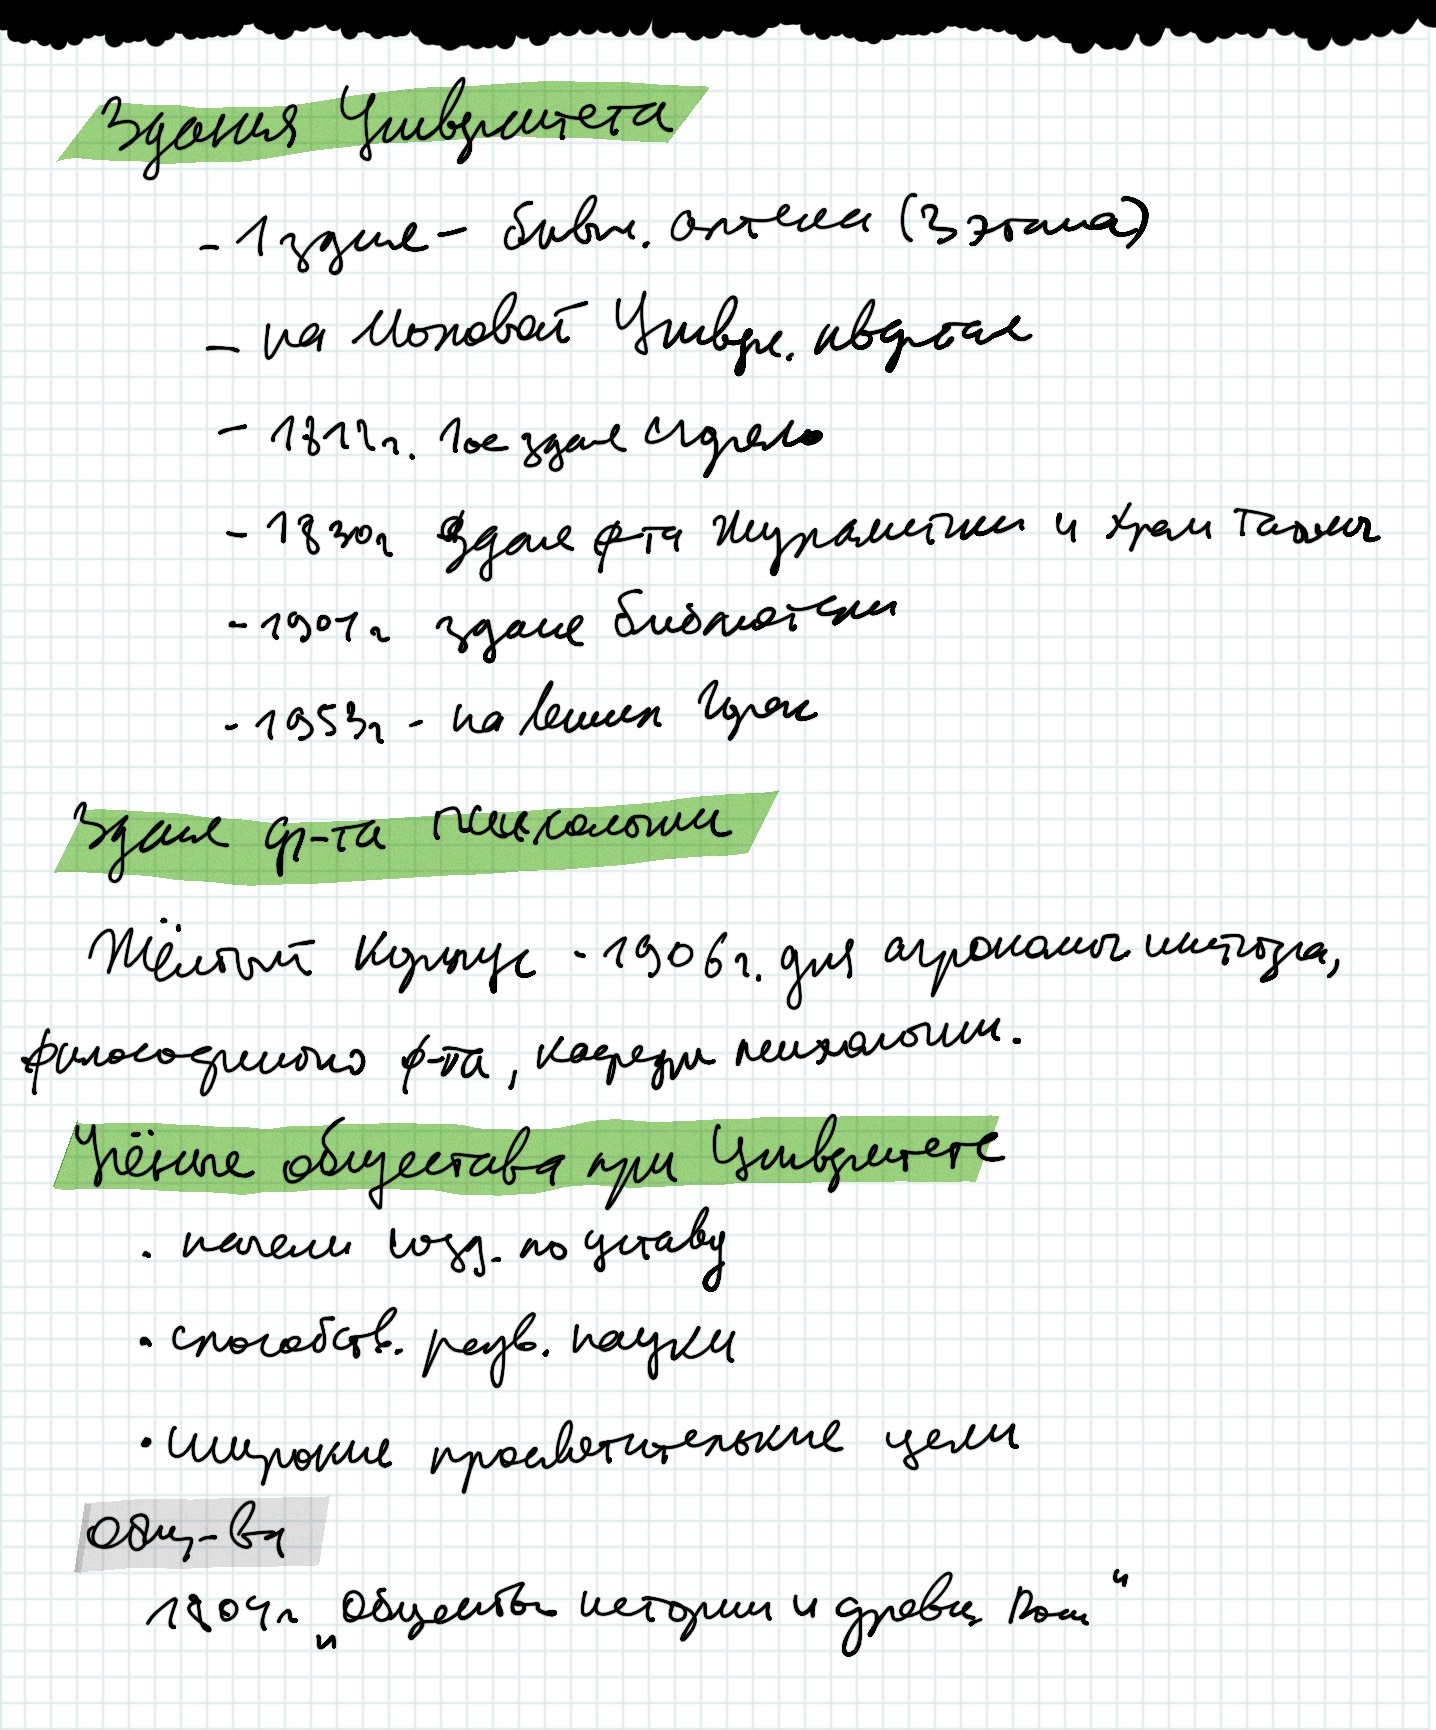 Здания Университета
- 1 здание - бывш. аптека (3 этажа)
- на Моховой Универ. квартал
- 1812г. 1ое здание сгорело
- 1830г здание ф-та Журналистики и храм Татьяны
- 1901г здание библиотеки
- 1953г - на Ленин Горах
Здание ф-та психологии
Жёлтый Корпус - 1906г. для агрономич института,
философского ф-та, кафедры психологии.
Учёные общества при Университете
· начали созд. по уставу
· способств. разв. науки
· широкие просветительские цели
Общ-ва
1804г „Общество истории и древн. Росси"